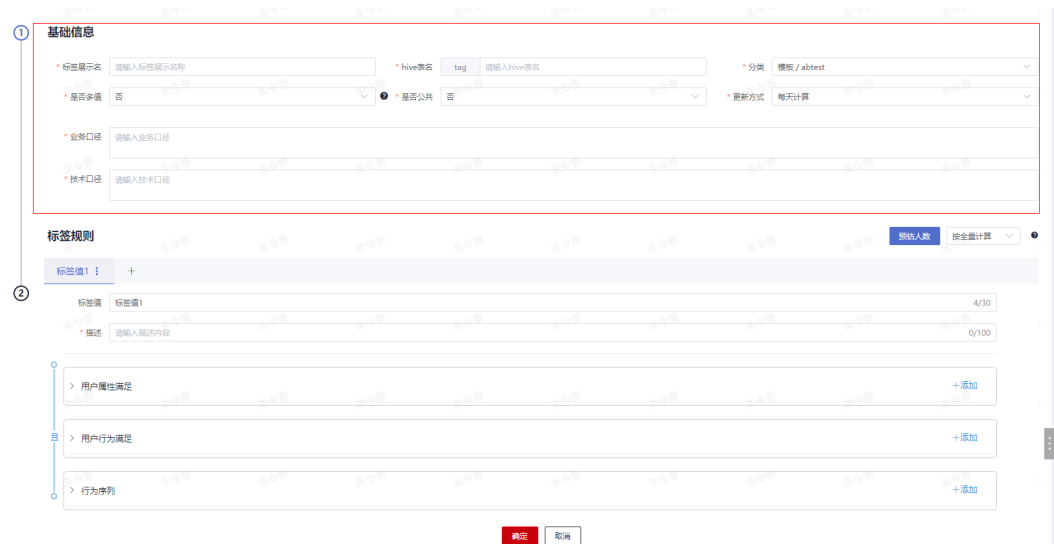 ① 基础信息
* 标签展示名 请输入标签展示名称 * hive表名 tag 请输入hive表名 * 分类 模板 / abtest
* 是否多值 否 ? * 是否公共 否 * 更新方式 每天计算
* 业务口径 请输入业务口径
* 技术口径 请输入技术口径
标签规则 预估人数 按全量计算 ?
标签值1 +
②
标签值 标签值1 4/30
* 描述 请输入描述内容 0/100
用户属性满足 +添加
且 用户行为满足 +添加
行为序列 +添加
确定 取消